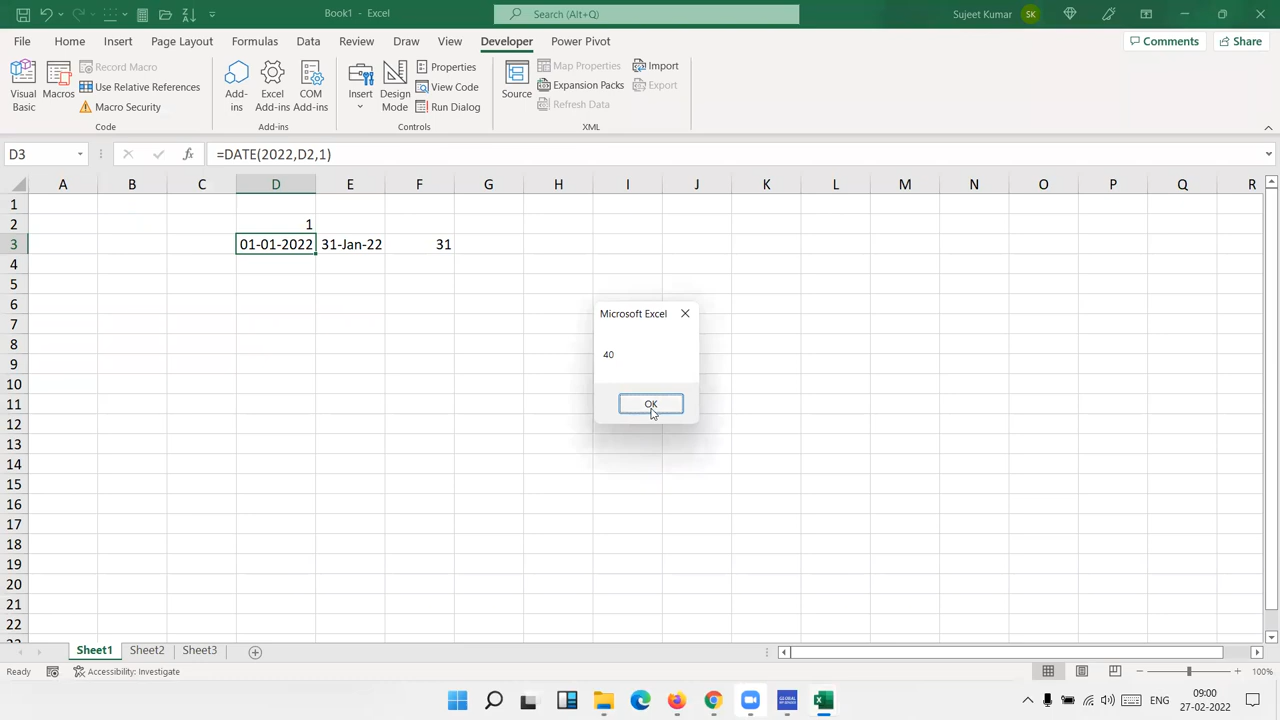 Book1 - Excel
Search (Alt+Q)
Sujeet Kumar
SK
File Home Insert Page Layout Formulas Data Review Draw View Developer Power Pivot
Comments
Share
Visual Basic
Macros
Record Macro
Use Relative References
Macro Security
Code
Add-ins
Excel Add-ins
COM Add-ins
Add-ins
Insert
Design Mode
Properties
View Code
Run Dialog
Controls
Source
Map Properties
Expansion Packs
Refresh Data
Import
Export
XML
D3
fx
=DATE(2022,D2,1)
A B C D E F G H I J K L M N O P Q R
1
2 1
3 01-01-2022 31-Jan-22 31
4
5
6
7
8
9
10
11
12
13
14
15
16
17
18
19
20
21
22
Microsoft Excel
40
OK
Sheet1 Sheet2 Sheet3
Ready
Accessibility: Investigate
100%
ENG
09:00
27-02-2022